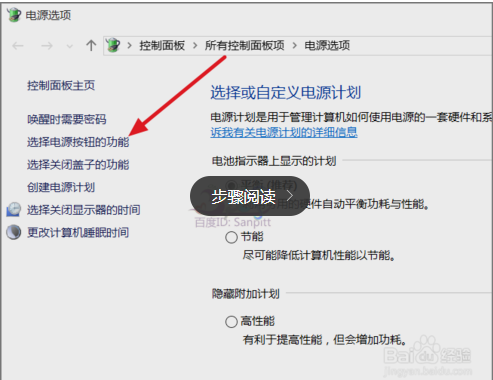 电源选项
控制面板 › 所有控制面板项 › 电源选项
控制面板主页
唤醒时需要密码
选择电源按钮的功能
选择关闭盖子的功能
创建电源计划
选择关闭显示器的时间
更改计算机睡眠时间
选择或自定义电源计划
电源计划是用于管理计算机如何使用电源的一套硬件和系
诉我有关电源计划的详细信息
电池指示器上显示的计划
步骤阅读
硬件自动平衡功耗与性能。
百度ID: Sanpitt
节能
尽可能降低计算机性能以节能。
隐藏附加计划
高性能
有利于提高性能，但会增加功耗。
Baidu 经验
jingyan.baidu.com